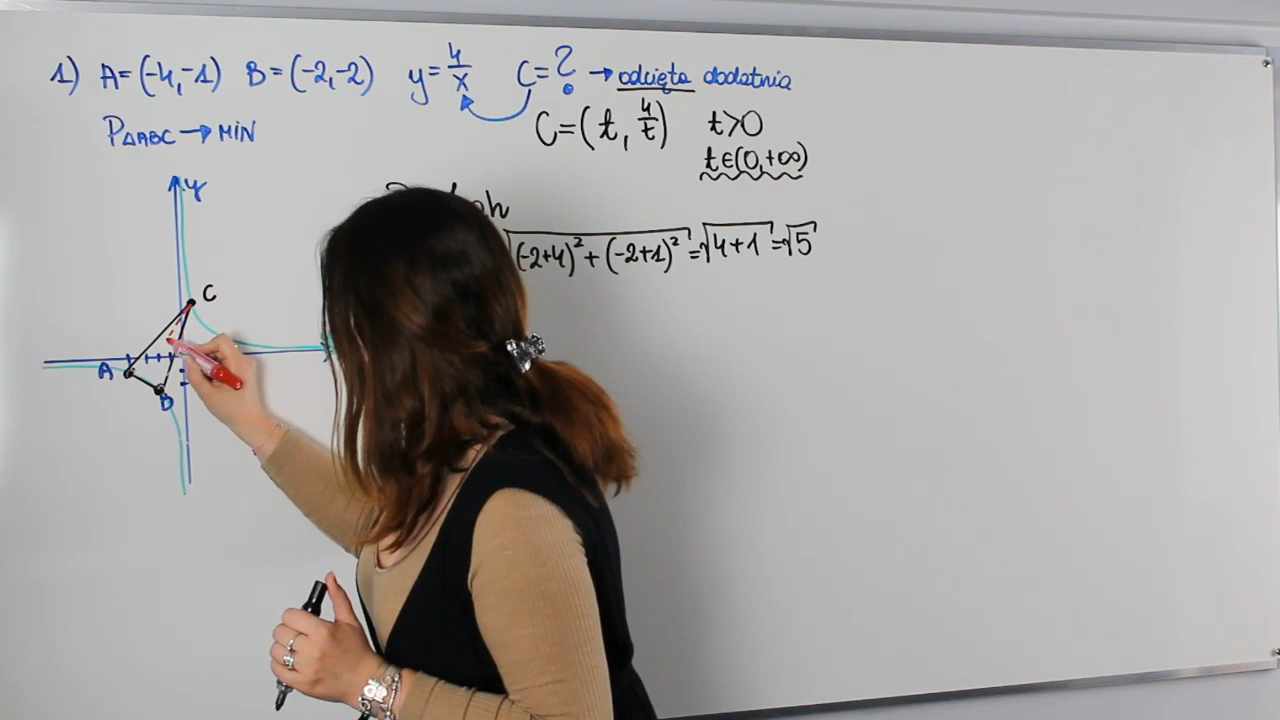 1) A=(-4,-1) B=(-2,-2) y=4/x C=? → odcięta dodatnia
P△ABC → MIN
C=(t, 4/t) t>0
t∈(0,+∞)
y
h
√(-2+4)²+(-2+1)² = √4+1 = √5
C
A
B